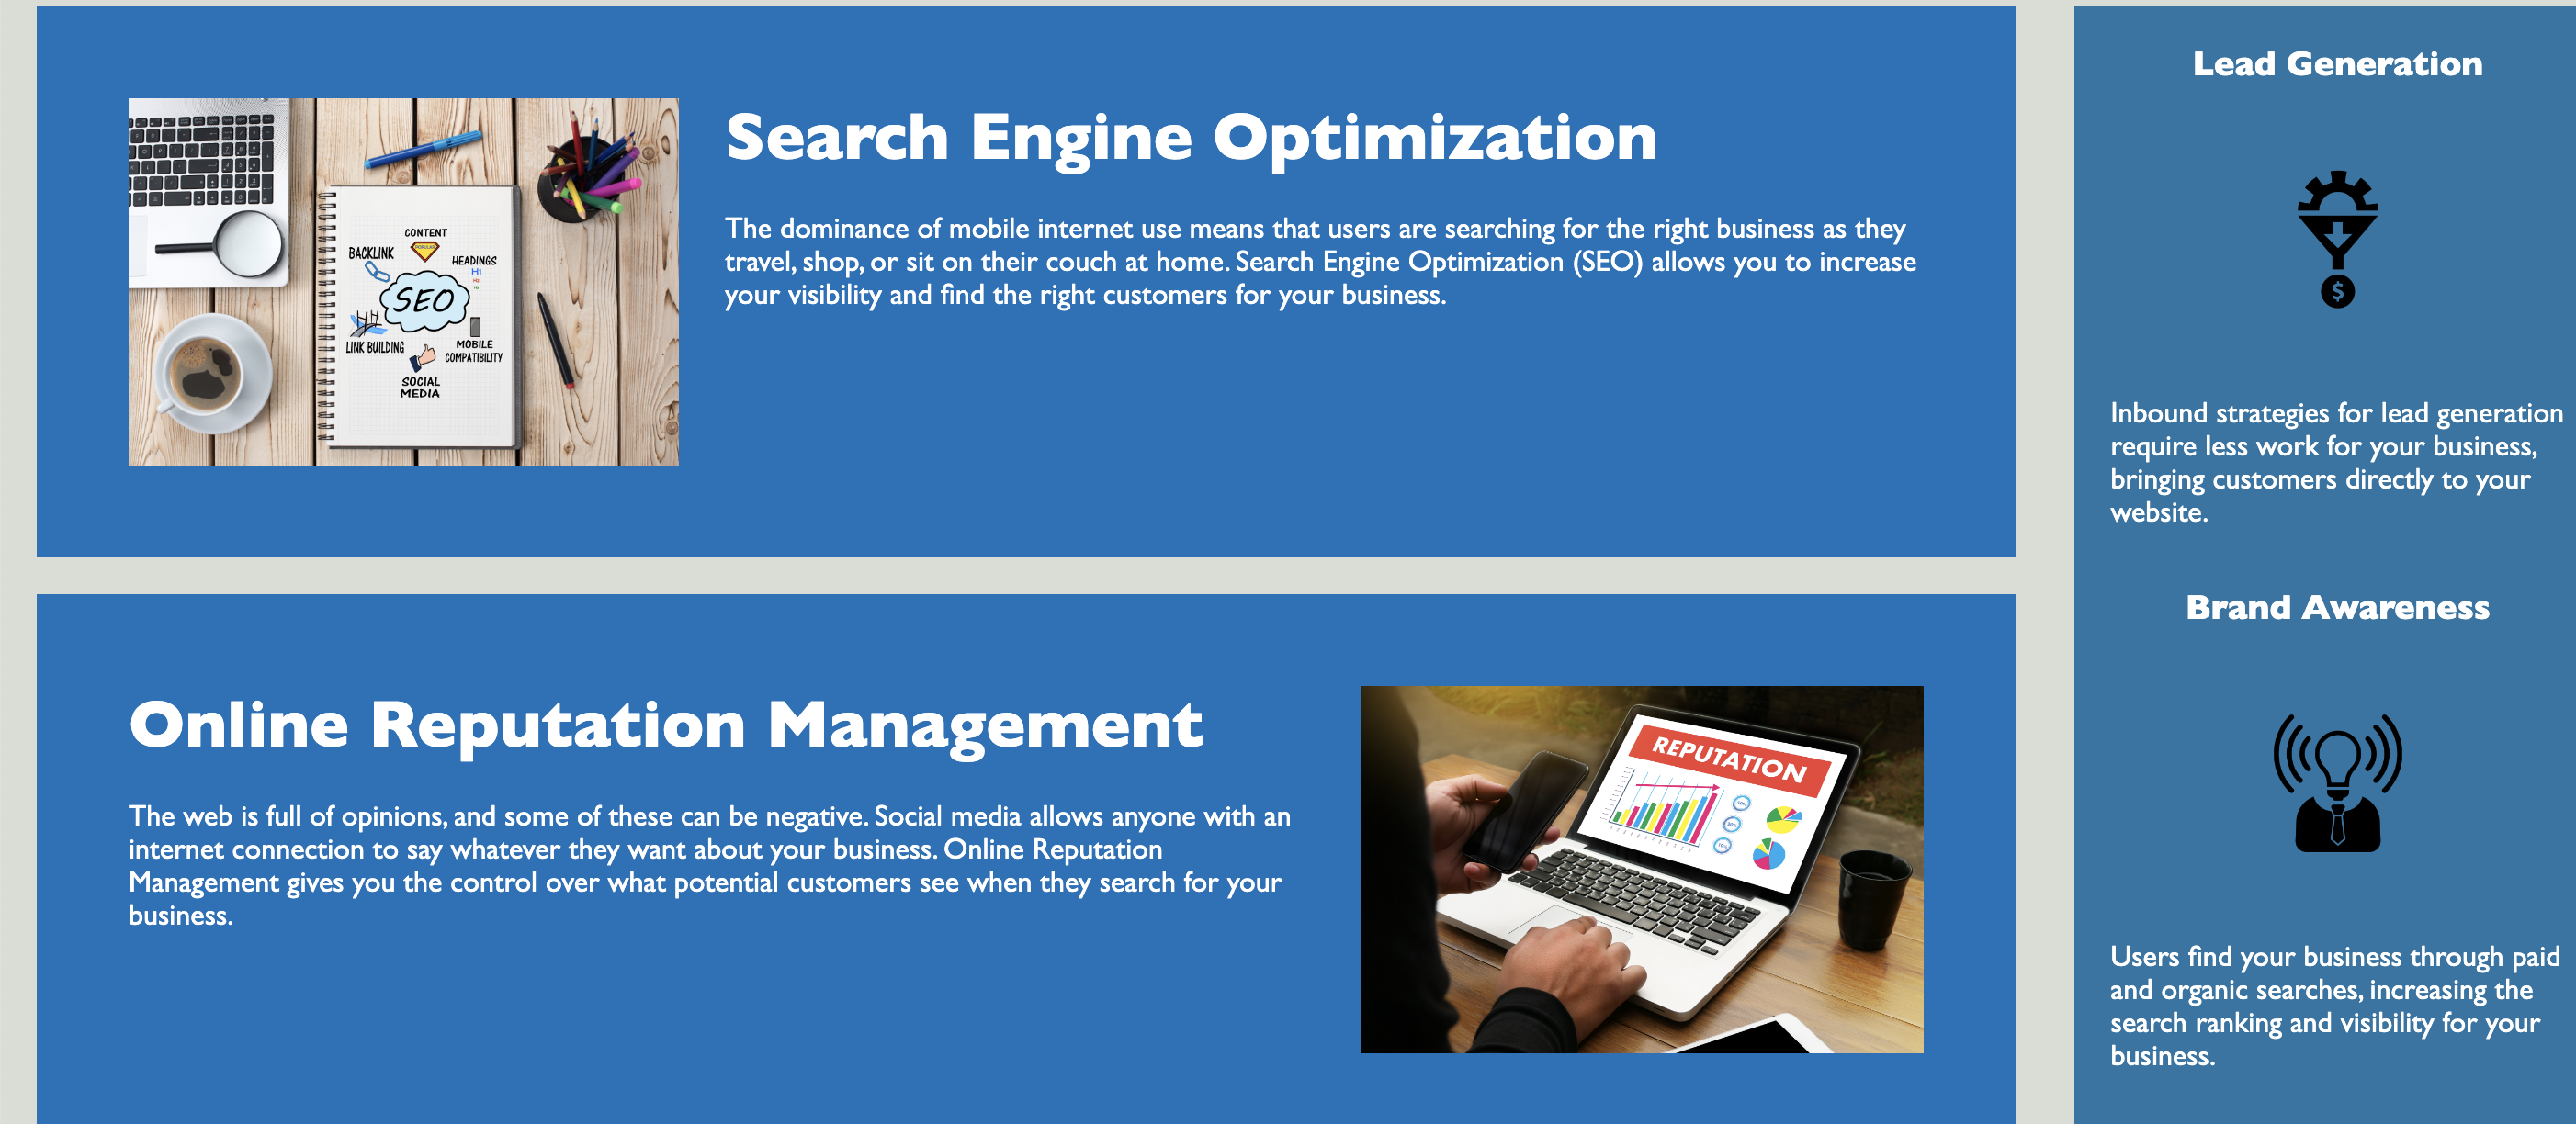 Search Engine Optimization
The dominance of mobile internet use means that users are searching for the right business as they
travel, shop, or sit on their couch at home. Search Engine Optimization (SEO) allows you to increase
your visibility and find the right customers for your business.
CONTENT
POPULAR
BACKLINK
HEADINGS
H1
H2
H3
SEO
LINK BUILDING
MOBILE
COMPATIBILITY
SOCIAL
MEDIA
Online Reputation Management
The web is full of opinions, and some of these can be negative. Social media allows anyone with an
internet connection to say whatever they want about your business. Online Reputation
Management gives you the control over what potential customers see when they search for your
business.
REPUTATION
Lead Generation
$
Inbound strategies for lead generation
require less work for your business,
bringing customers directly to your
website.
Brand Awareness
Users find your business through paid
and organic searches, increasing the
search ranking and visibility for your
business.